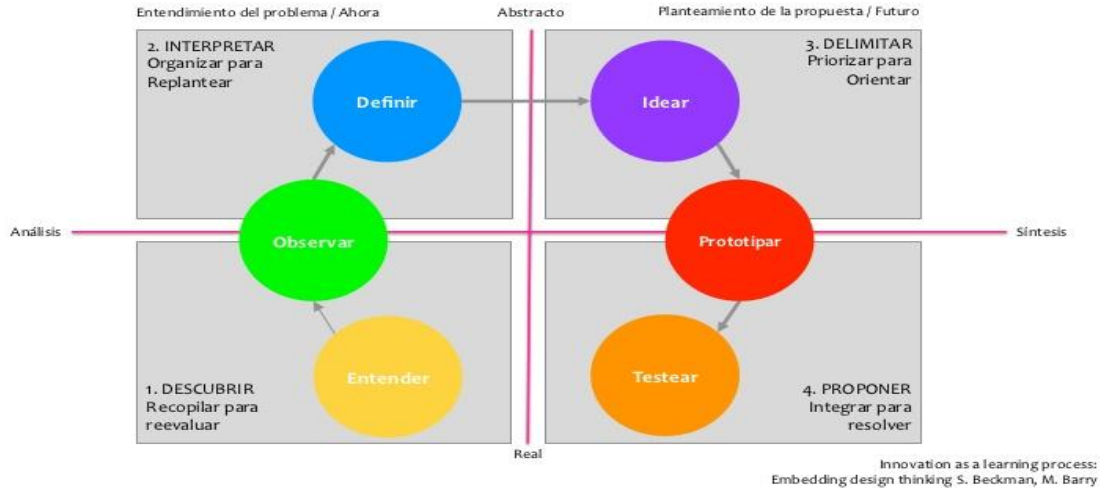 Entendimiento del problema / Ahora
Abstracto
Planteamiento de la propuesta / Futuro
2. INTERPRETAR
Organizar para
Replantear
Definir
Idear
3. DELIMITAR
Priorizar para
Orientar
Análisis
Observar
Prototipar
Síntesis
1. DESCUBRIR
Recopilar para
reevaluar
Entender
Testear
4. PROPONER
Integrar para
resolver
Real
Innovation as a learning process:
Embedding design thinking S. Beckman, M. Barry